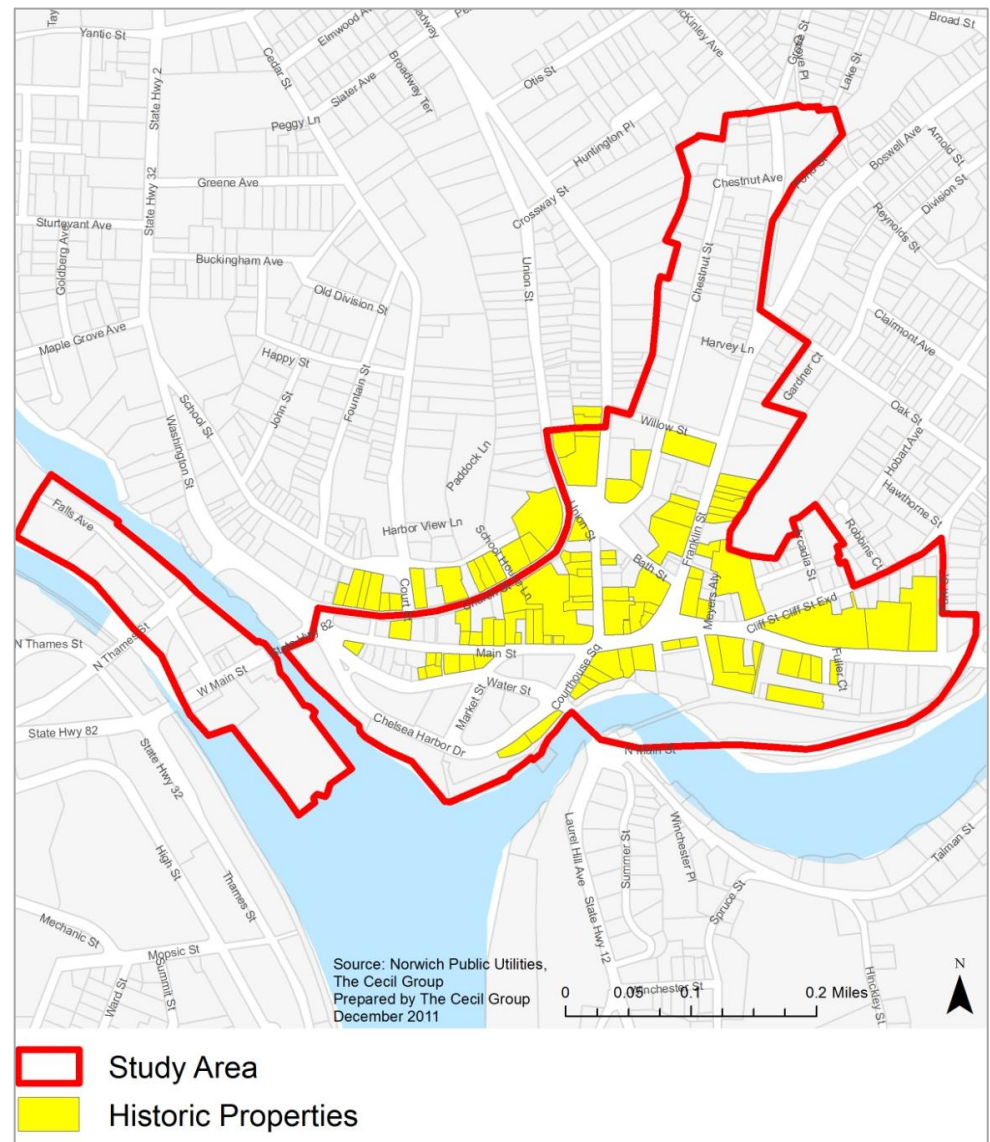 Yantic St
State Hwy 2
Cedar St
Elmwood Ave
Slater Ave
Broadway Ter
Otis St
McKinley Ave
Lake St
Broad St
Peggy Ln
Huntington Pl
Boswell Ave
Arnold St
Division St
Greene Ave
State Hwy 32
Chestnut Ave
Crossway St
Reynolds St
Sturtevant Ave
Goldberg Ave
Buckingham Ave
Union St
Chestnut St
Old Division St
Clairmont Ave
Maple Grove Ave
Happy St
Harvey Ln
Gardner Ct
School St
John St
Fountain St
Oak St
Washington St
Willow St
Hobart Ave
Paddock Ln
Hawthorne St
Falls Ave
Harbor View Ln
School House Ln
Union St
Franklin St
Arcadia St
Robbins Ct
Bath St
Meyers Aly
Court
Cliff St
Cliff St Exd
N Thames St
N Thames St
State Hwy 82
Main St
Courthouse Sq
Fuller Ct
W Main St
Water St
Market St
State Hwy 82
Chelsea Harbor Dr
N Main St
State Hwy 32
Laurel Hill Ave
Summer St
Winchester Pl
Talman St
High St
Thames St
Spruce St
State Hwy 12
Mechanic St
Mopsic St
Ward St
Summit St
Winchester St
Hinckley St
Source: Norwich Public Utilities,
The Cecil Group
Prepared by The Cecil Group
December 2011
0 0.05 0.1 0.2 Miles
N
Study Area
Historic Properties